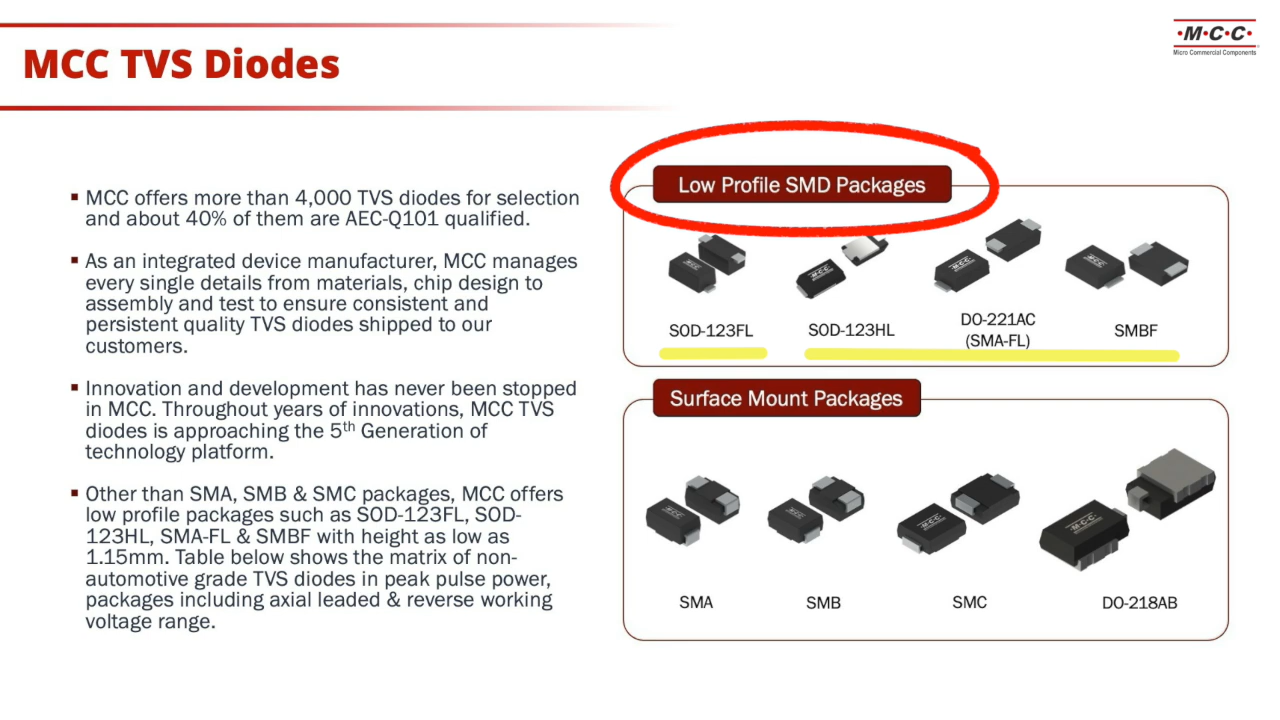 MCC TVS Diodes
·M·C·C·
Micro Commercial Components
▪ MCC offers more than 4,000 TVS diodes for selection
and about 40% of them are AEC-Q101 qualified.
▪ As an integrated device manufacturer, MCC manages
every single details from materials, chip design to
assembly and test to ensure consistent and
persistent quality TVS diodes shipped to our
customers.
▪ Innovation and development has never been stopped
in MCC. Throughout years of innovations, MCC TVS
diodes is approaching the 5th Generation of
technology platform.
▪ Other than SMA, SMB & SMC packages, MCC offers
low profile packages such as SOD-123FL, SOD-
123HL, SMA-FL & SMBF with height as low as
1.15mm. Table below shows the matrix of non-
automotive grade TVS diodes in peak pulse power,
packages including axial leaded & reverse working
voltage range.
Low Profile SMD Packages
MCC
MCC
MCC
MCC
SOD-123FL
SOD-123HL
DO-221AC
(SMA-FL)
SMBF
Surface Mount Packages
MCC
MCC
·M·C·C·
·M·C·C·
SMA
SMB
SMC
DO-218AB